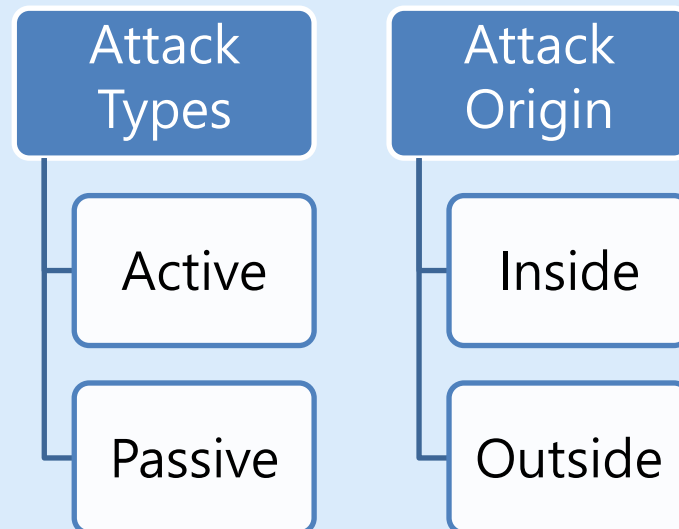 Attack
Types
Active
Passive
Attack
Origin
Inside
Outside